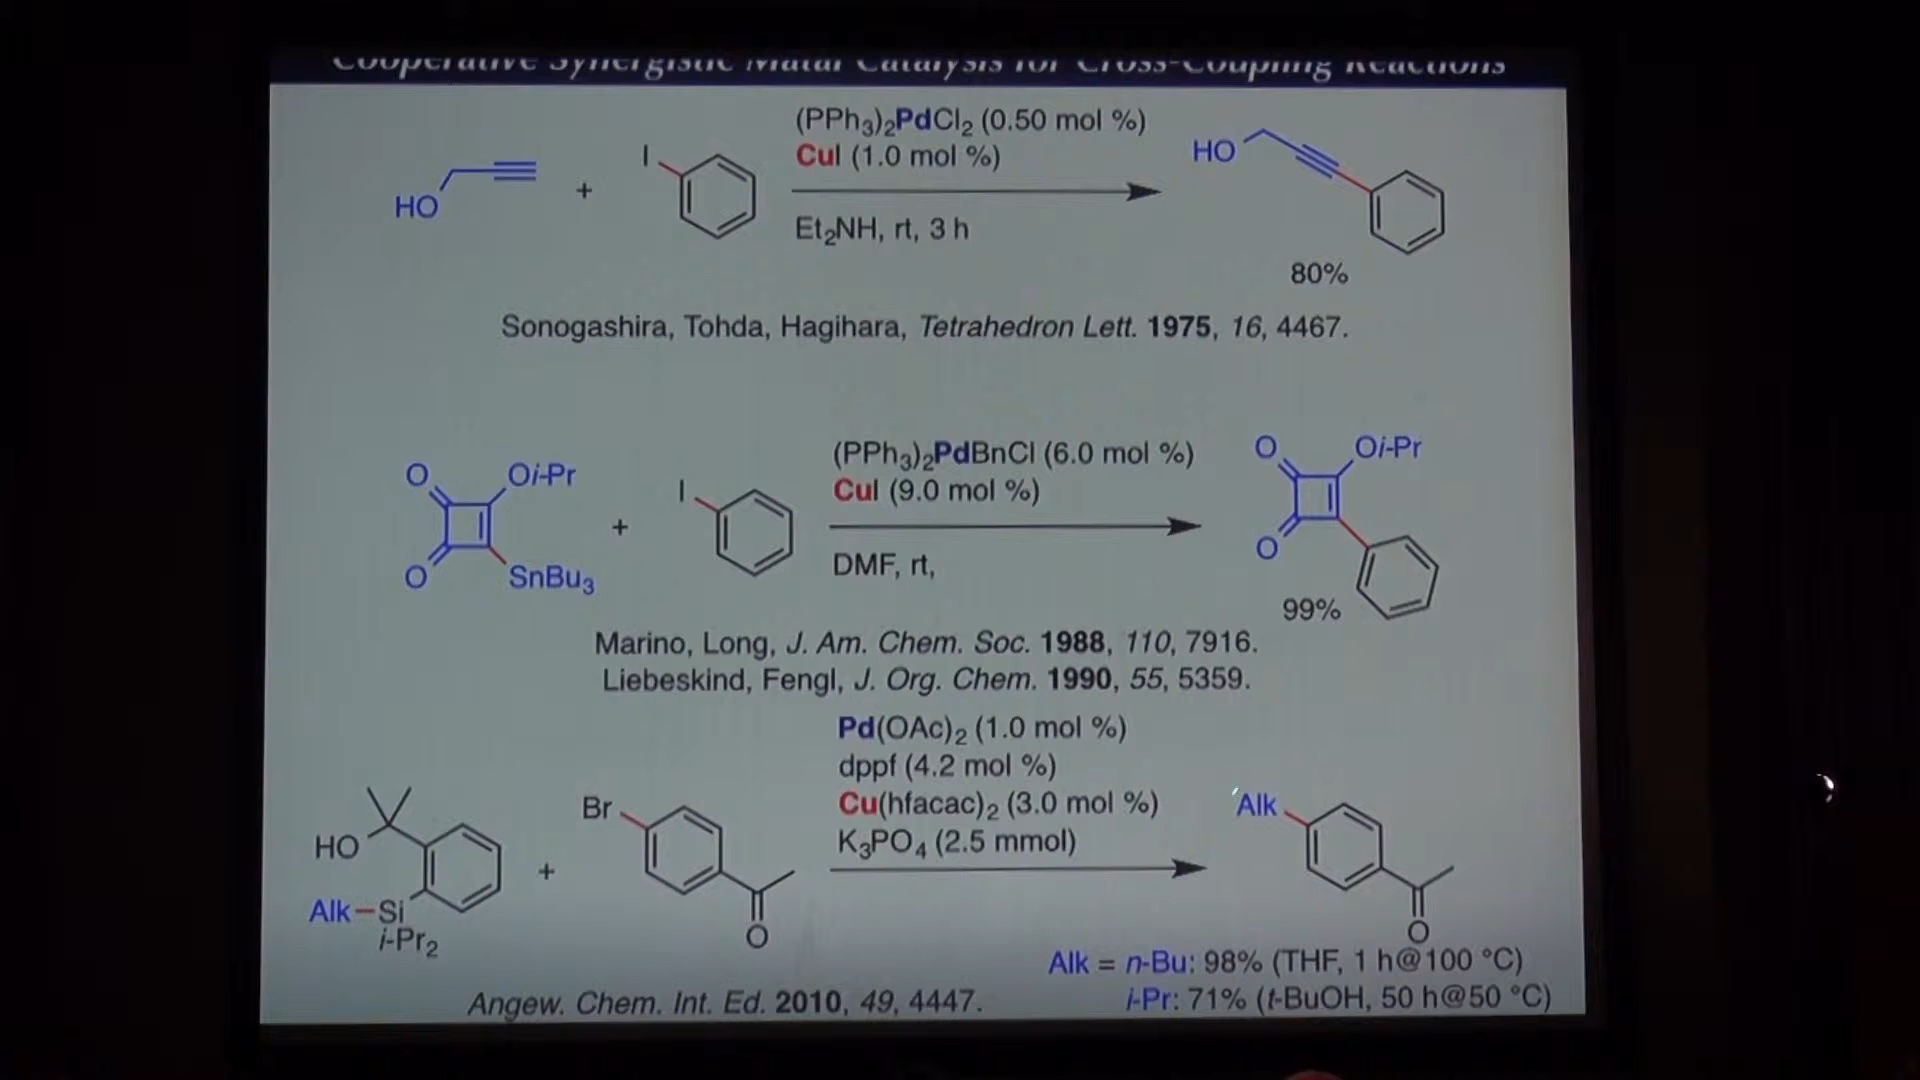 Cooperative Synergistic Matal Catalysis for Cross-Coupling Reactions
(PPh3)2PdCl2 (0.50 mol %)
CuI (1.0 mol %)
HO
+
I
Et2NH, rt, 3 h
HO
80%
Sonogashira, Tohda, Hagihara, Tetrahedron Lett. 1975, 16, 4467.
O
Oi-Pr
O
SnBu3
+
I
(PPh3)2PdBnCl (6.0 mol %)
CuI (9.0 mol %)
DMF, rt,
O
Oi-Pr
O
99%
Marino, Long, J. Am. Chem. Soc. 1988, 110, 7916.
Liebeskind, Fengl, J. Org. Chem. 1990, 55, 5359.
Pd(OAc)2 (1.0 mol %)
dppf (4.2 mol %)
Cu(hfacac)2 (3.0 mol %)
K3PO4 (2.5 mmol)
HO
Alk–Si
i-Pr2
+
Br
O
Alk
O
Alk = n-Bu: 98% (THF, 1 h@100 °C)
i-Pr: 71% (t-BuOH, 50 h@50 °C)
Angew. Chem. Int. Ed. 2010, 49, 4447.